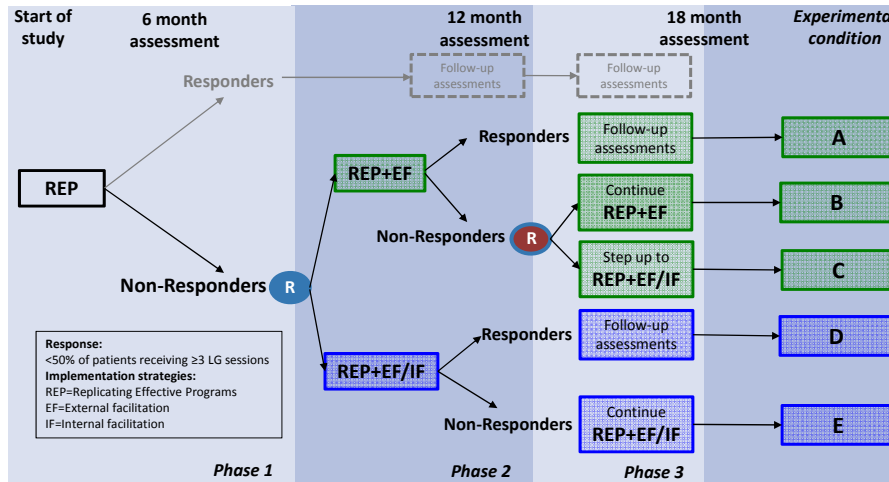 Start of
study
6 month
assessment
12 month
assessment
18 month
assessment
Experimental
condition
Responders
Follow-up
assessments
Follow-up
assessments
REP
REP+EF
Responders
Follow-up
assessments
A
Non-Responders
R
Continue
REP+EF
B
Step up to
REP+EF/IF
C
Non-Responders
R
REP+EF/IF
Responders
Follow-up
assessments
D
Non-Responders
Continue
REP+EF/IF
E
Response:
<50% of patients receiving ≥3 LG sessions
Implementation strategies:
REP=Replicating Effective Programs
EF=External facilitation
IF=Internal facilitation
Phase 1
Phase 2
Phase 3